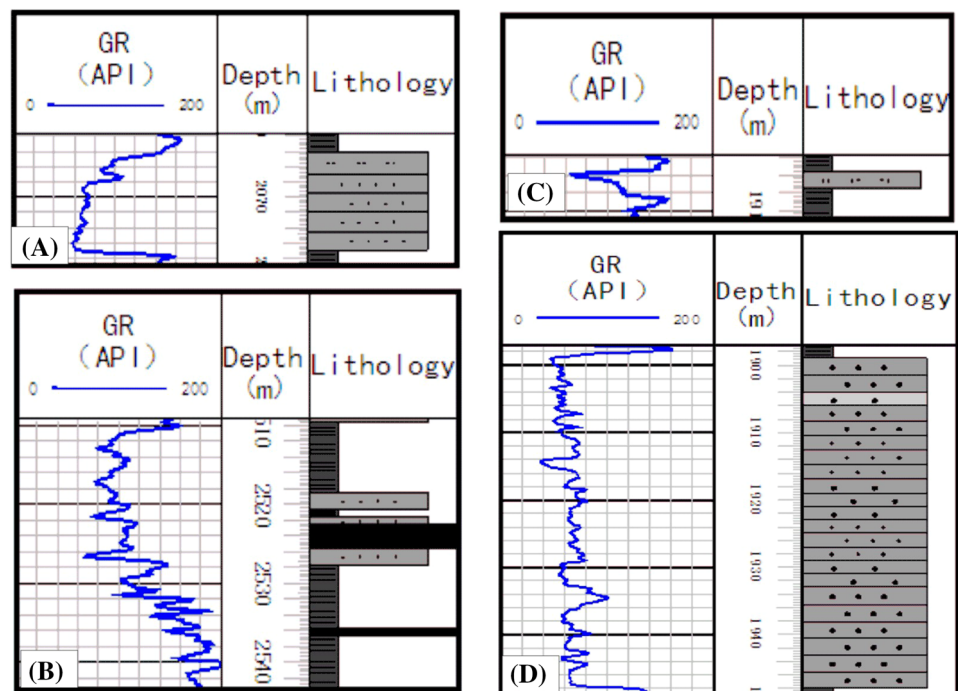 GR
(API)
0 200
Depth
(m)
Lithology
2070
(A)
GR
(API)
0 200
Depth
(m)
Lithology
2520
2530
2540
(B)
GR
(API)
0 200
Depth
(m)
Lithology
(C)
GR
(API)
0 200
Depth
(m)
Lithology
1900
1910
1920
1930
1940
(D)